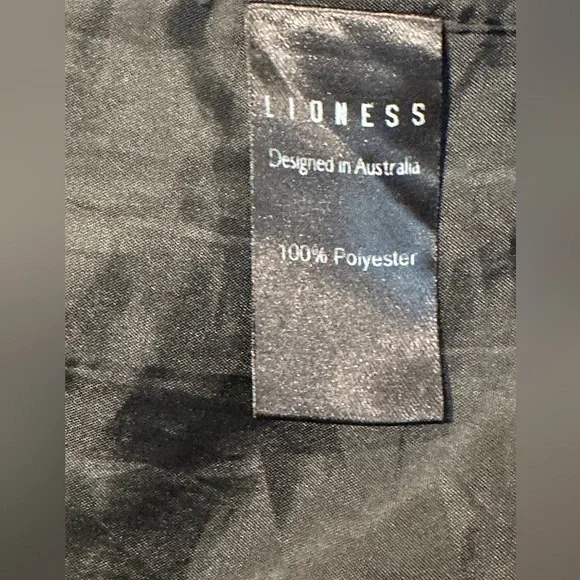 LIONESS
Designed in Australia
100% Polyester